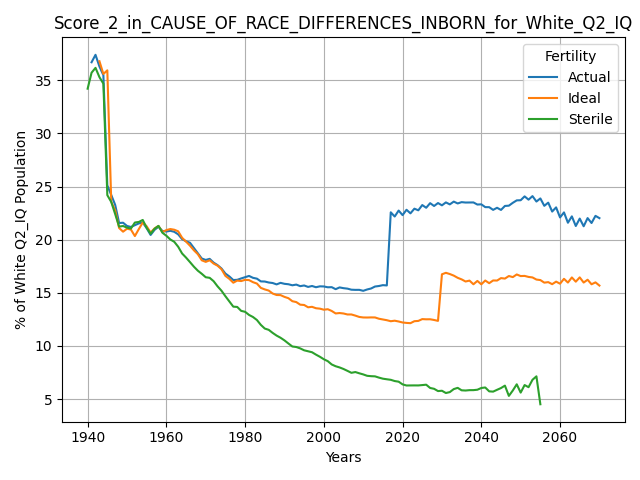 Score_2_in_CAUSE_OF_RACE_DIFFERENCES_INBORN_for_White_Q2_IQ
Fertility
Actual
Ideal
Sterile
% of White Q2_IQ Population
35
30
25
20
15
10
5
1940 1960 1980 2000 2020 2040 2060
Years